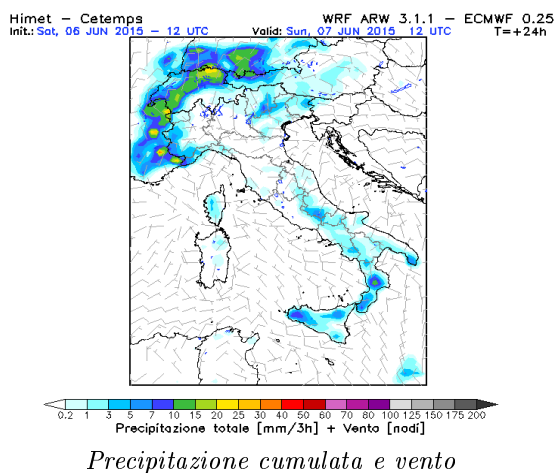 Himet – Cetemps WRF ARW 3.1.1 – ECMWF 0.25
Init.: Sat, 06 JUN 2015 – 12 UTC Valid: Sun, 07 JUN 2015 12 UTC T=+24h
0.2 1 3 5 7 10 15 20 25 30 40 50 60 70 80 100 125 150 175 200
Precipitazione totale [mm/3h] + Vento [nodi]
Precipitazione cumulata e vento